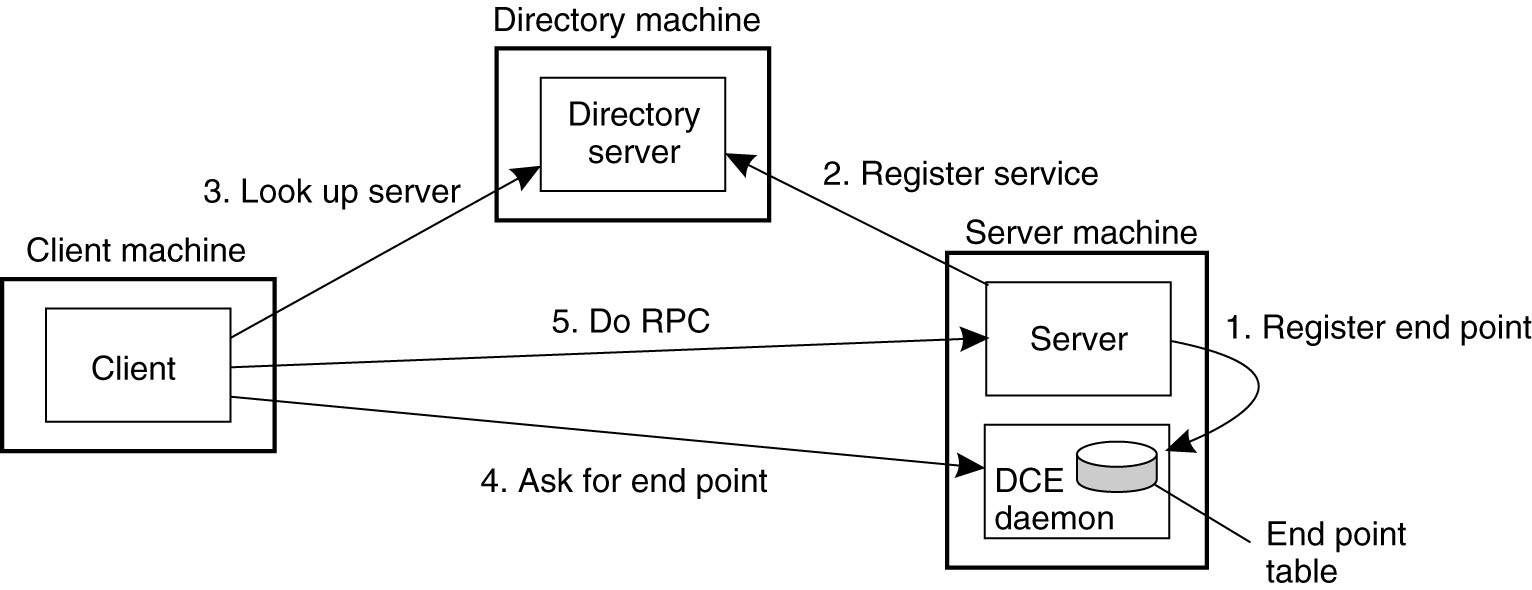 Directory machine
Directory
server
3. Look up server
2. Register service
Client machine
Server machine
5. Do RPC
1. Register end point
Client
Server
4. Ask for end point
DCE
daemon
End point
table